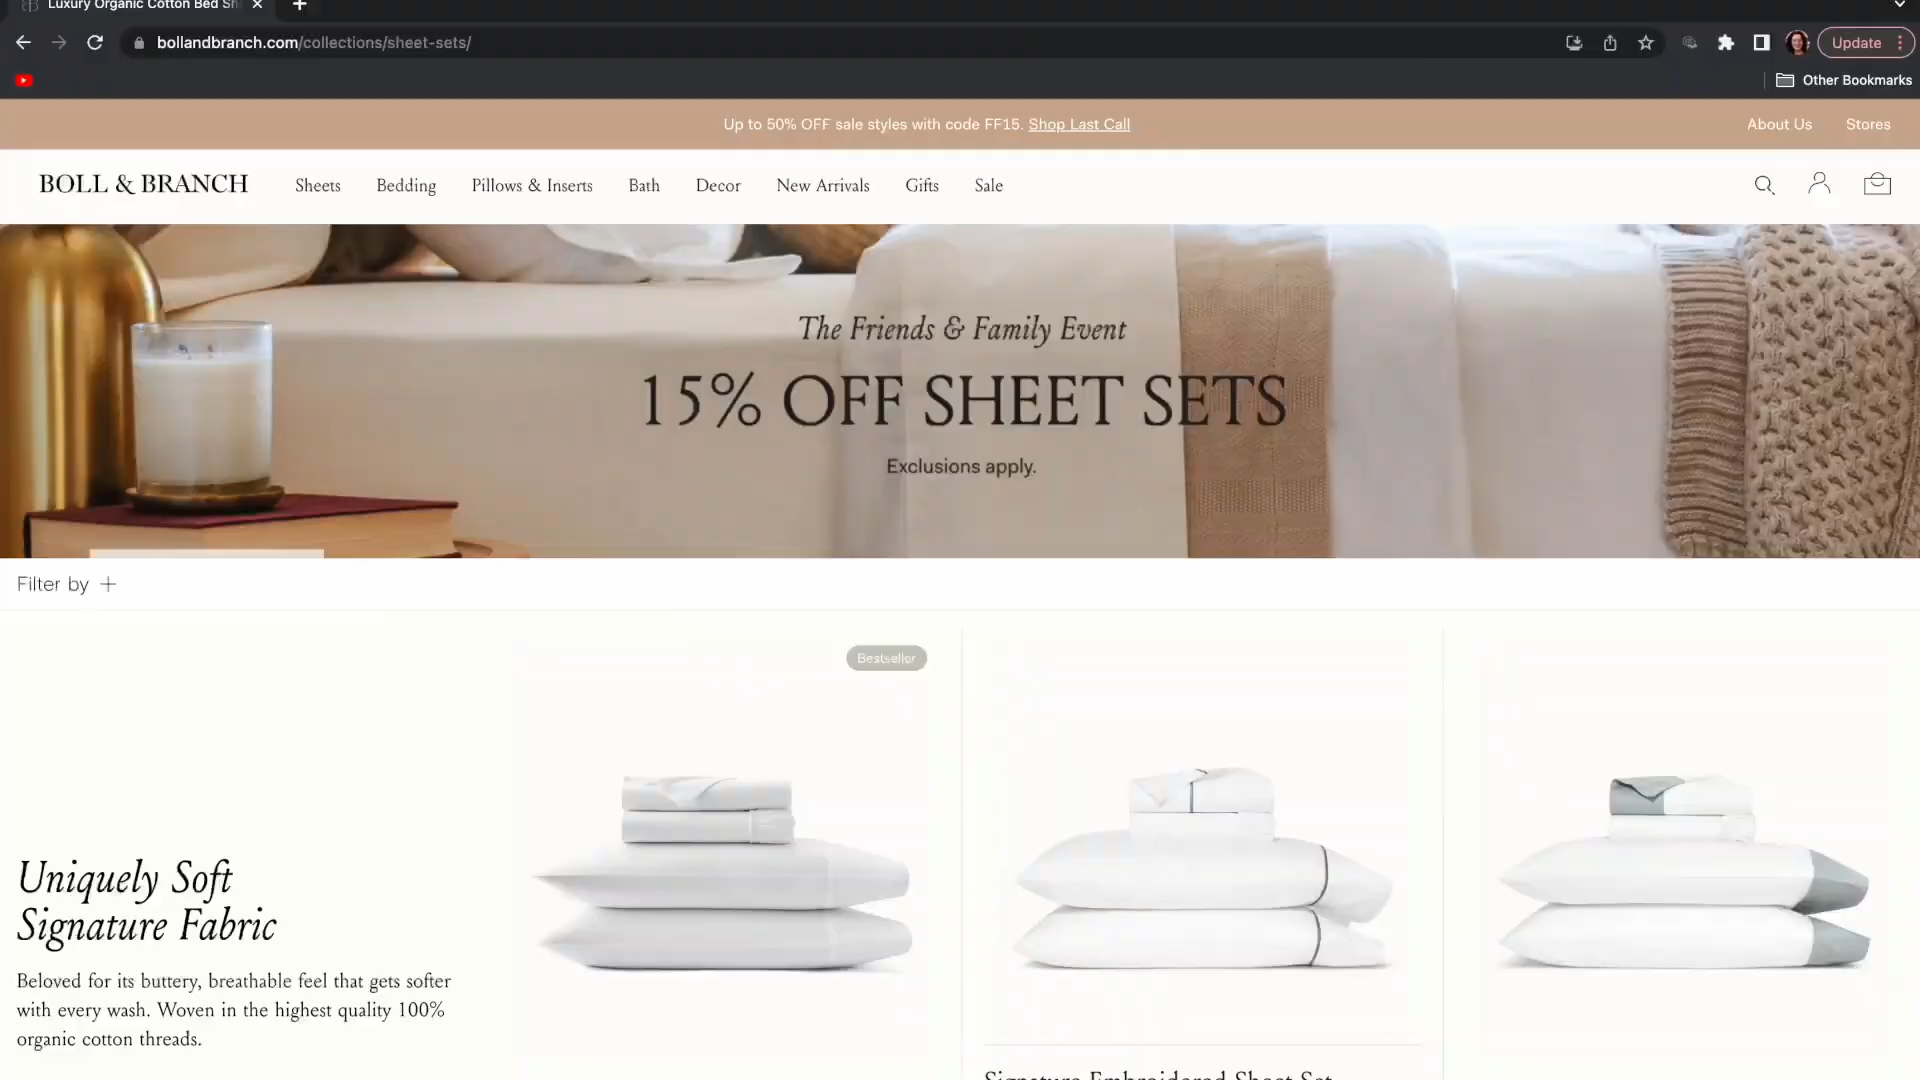 Luxury Organic Cotton Bed Sh
bollandbranch.com/collections/sheet-sets/
Update
Other Bookmarks
Up to 50% OFF sale styles with code FF15. Shop Last Call
About Us
Stores
BOLL & BRANCH
Sheets
Bedding
Pillows & Inserts
Bath
Decor
New Arrivals
Gifts
Sale
The Friends & Family Event
15% OFF SHEET SETS
Exclusions apply.
Filter by
Bestseller
Uniquely Soft
Signature Fabric
Beloved for its buttery, breathable feel that gets softer
with every wash. Woven in the highest quality 100%
organic cotton threads.
Signature Embroidered Sheet Set